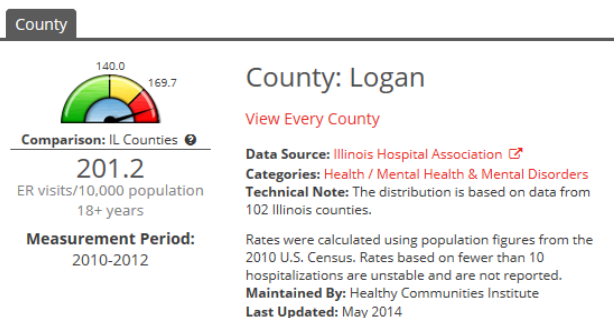 County
140.0
169.7
Comparison: IL Counties ?
201.2
ER visits/10,000 population
18+ years
Measurement Period:
2010-2012
County: Logan
View Every County
Data Source: Illinois Hospital Association
Categories: Health / Mental Health & Mental Disorders
Technical Note: The distribution is based on data from
102 Illinois counties.
Rates were calculated using population figures from the
2010 U.S. Census. Rates based on fewer than 10
hospitalizations are unstable and are not reported.
Maintained By: Healthy Communities Institute
Last Updated: May 2014